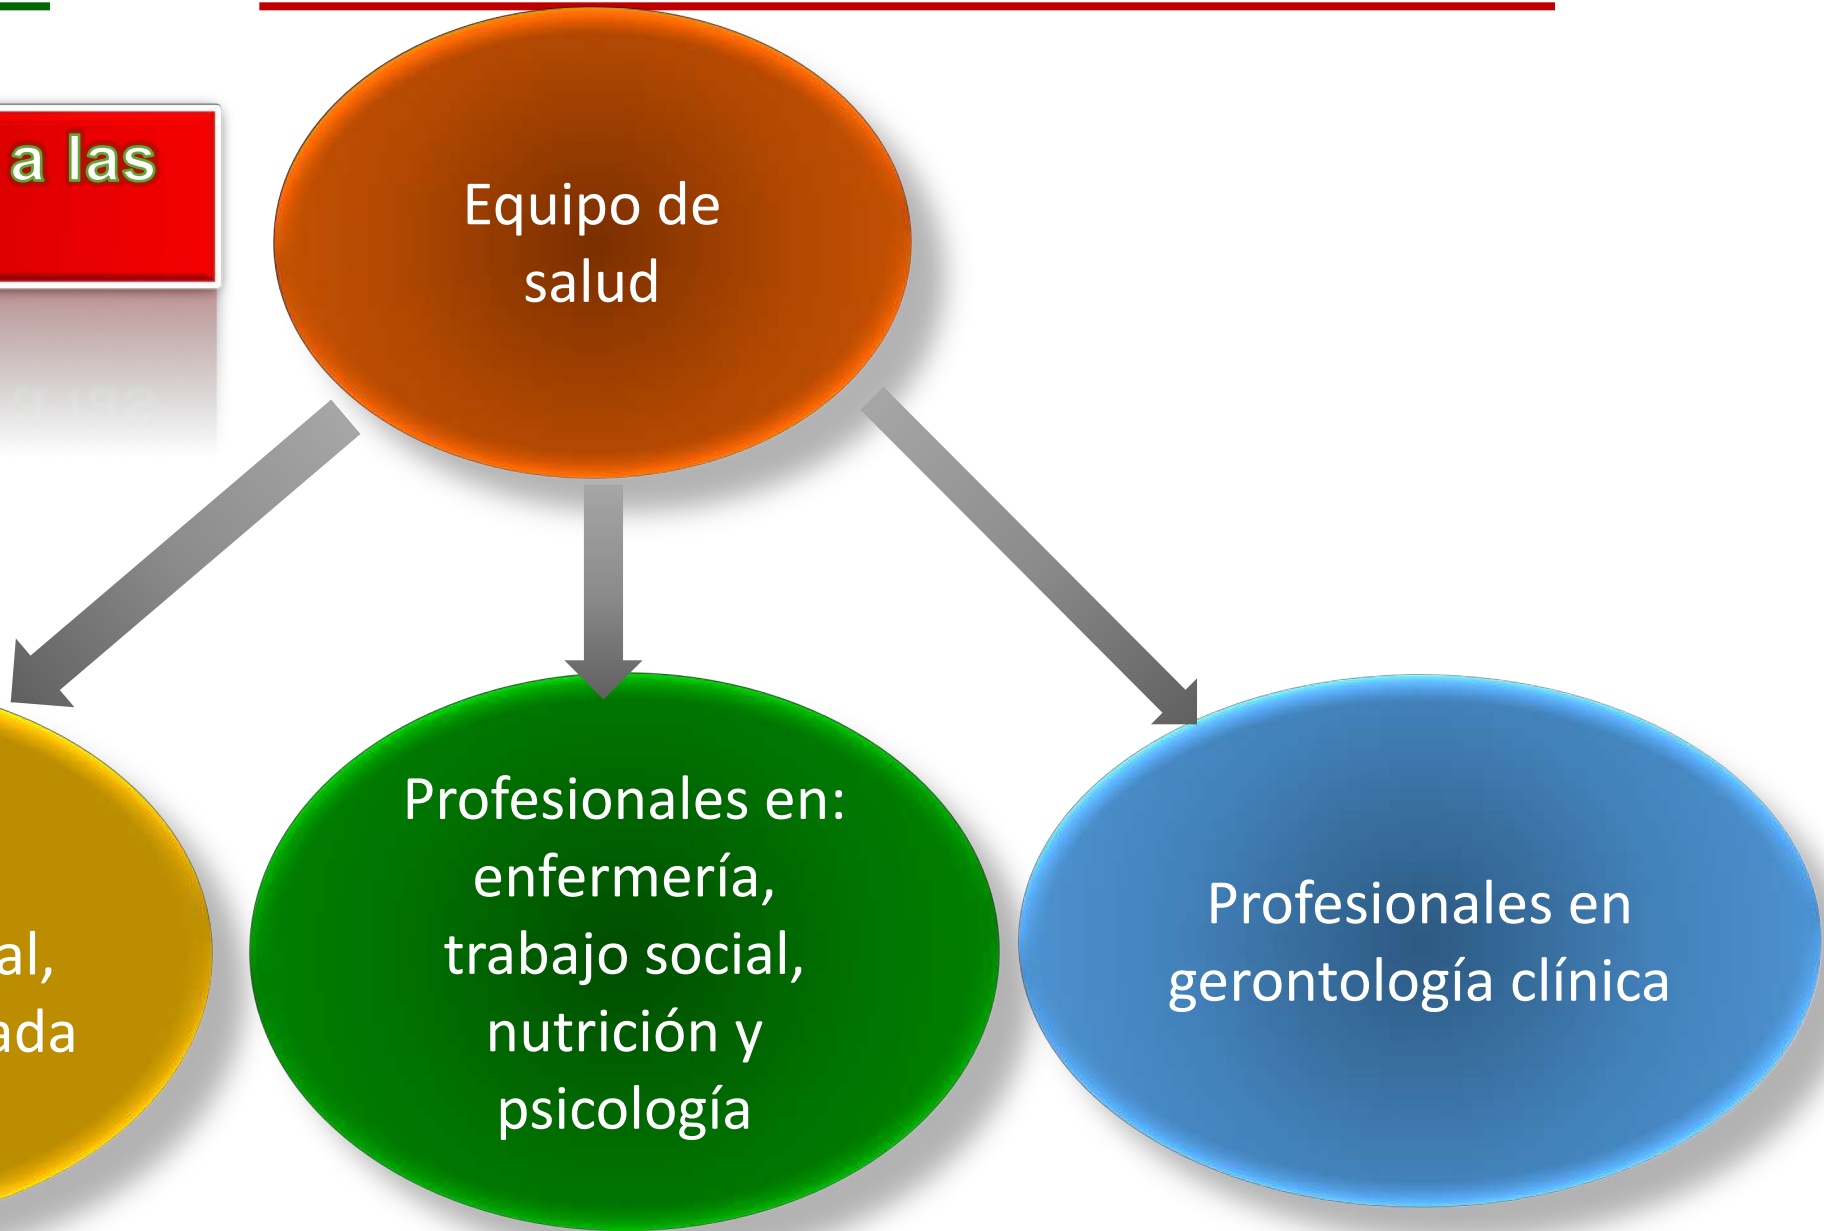 a las
Equipo de
salud
al,
ada
Profesionales en:
enfermería,
trabajo social,
nutrición y
psicología
Profesionales en
gerontología clínica